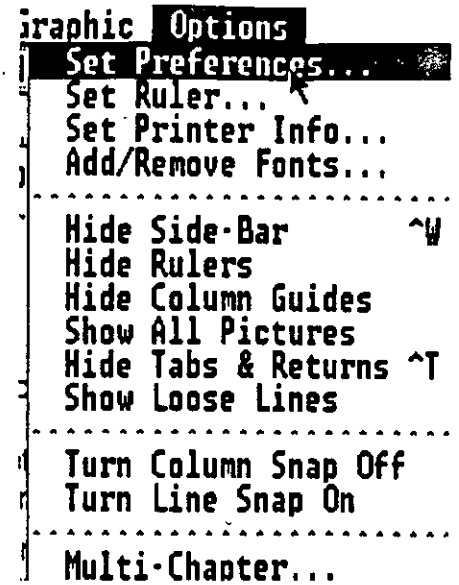 Graphic Options
Set Preferences...
Set Ruler...
Set Printer Info...
Add/Remove Fonts...
Hide Side-Bar ^W
Hide Rulers
Hide Column Guides
Show All Pictures
Hide Tabs & Returns ^T
Show Loose Lines
Turn Column Snap Off
Turn Line Snap On
Multi-Chapter...